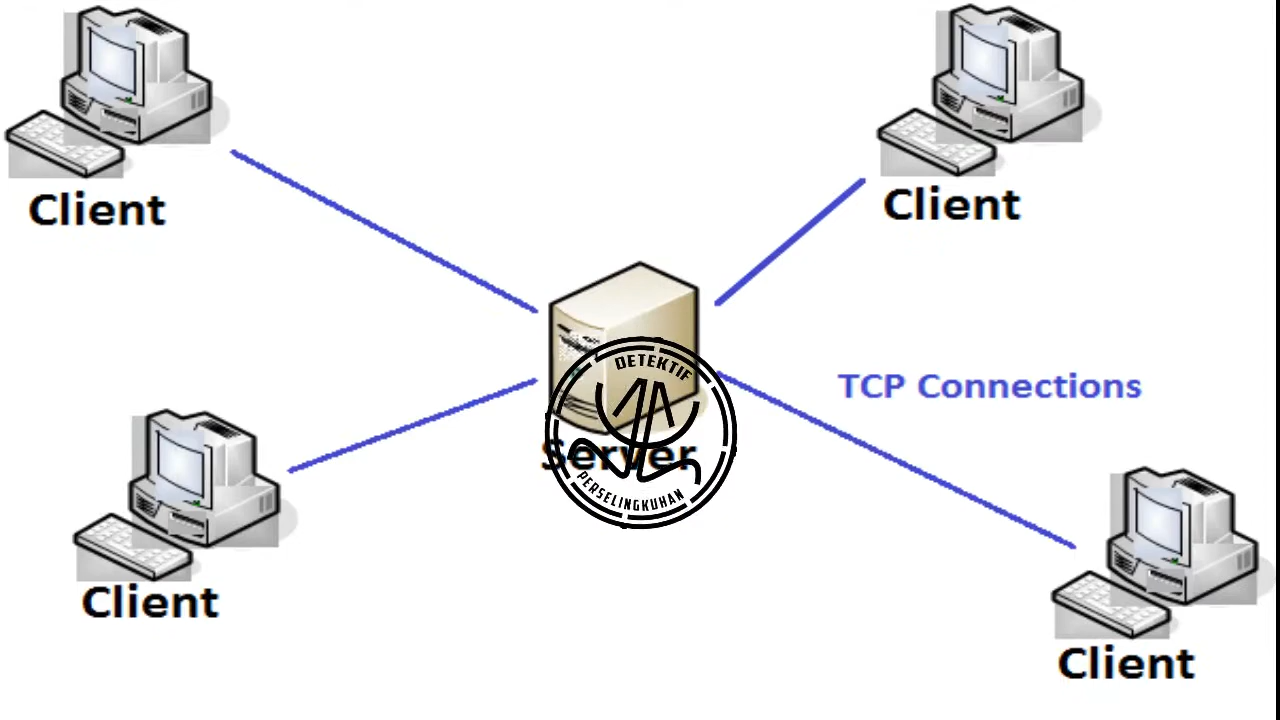 Client
Client
DETEKTIF
Server
PERSELINGKUHAN
TCP Connections
Client
Client